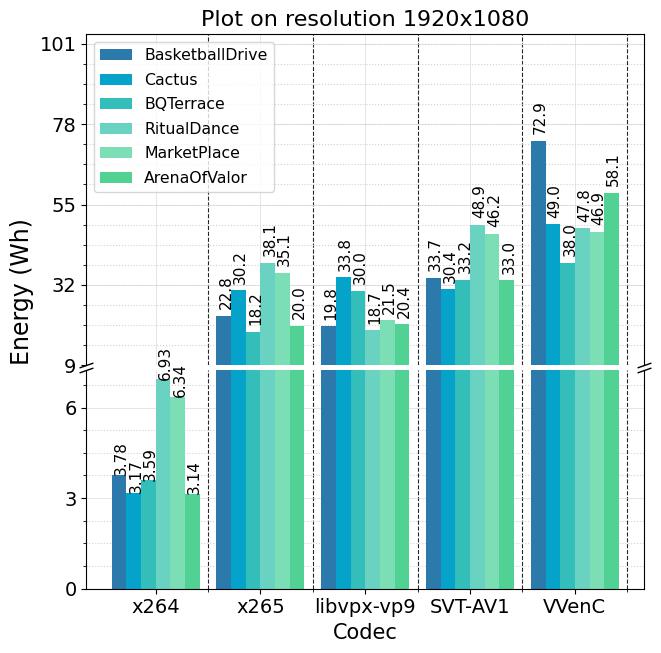 Plot on resolution 1920x1080
Energy (Wh)
101
78
55
32
9
6
3
0
BasketballDrive
Cactus
BQTerrace
RitualDance
MarketPlace
ArenaOfValor
3.78
3.17
3.59
6.93
6.34
3.14
22.8
30.2
18.2
38.1
35.1
20.0
19.8
33.8
30.0
18.7
21.5
20.4
33.7
30.4
33.2
48.9
46.2
33.0
72.9
49.0
38.0
47.8
46.9
58.1
x264
x265
libvpx-vp9
SVT-AV1
VVenC
Codec